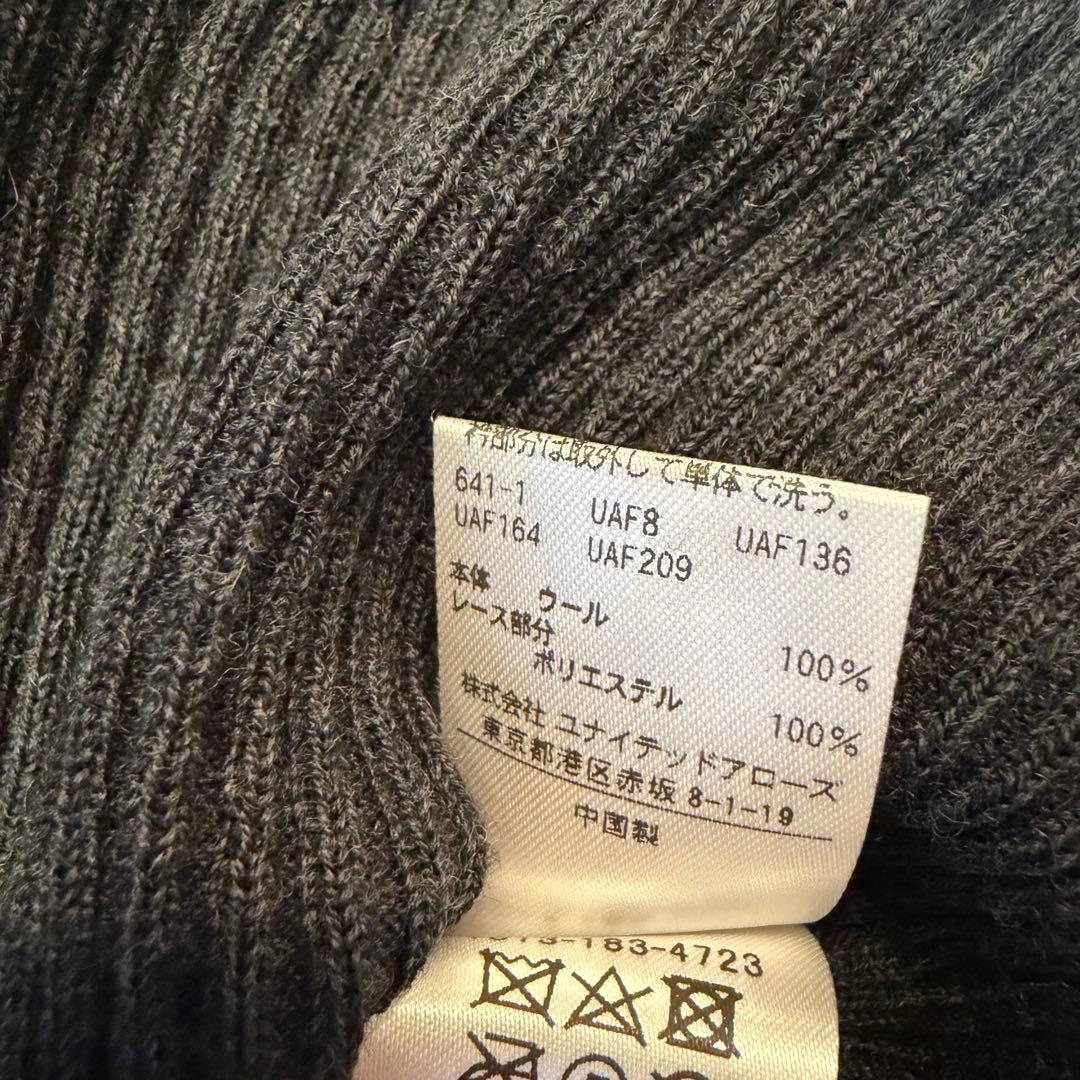 衿部分は取外して単体で洗う。
641-1 UAF8 UAF136
UAF164 UAF209
本体 ウール 100%
レース部分
ポリエステル 100%
株式会社 ユナイテッドアローズ
東京都港区赤坂 8-1-19
中国製
-183-4723